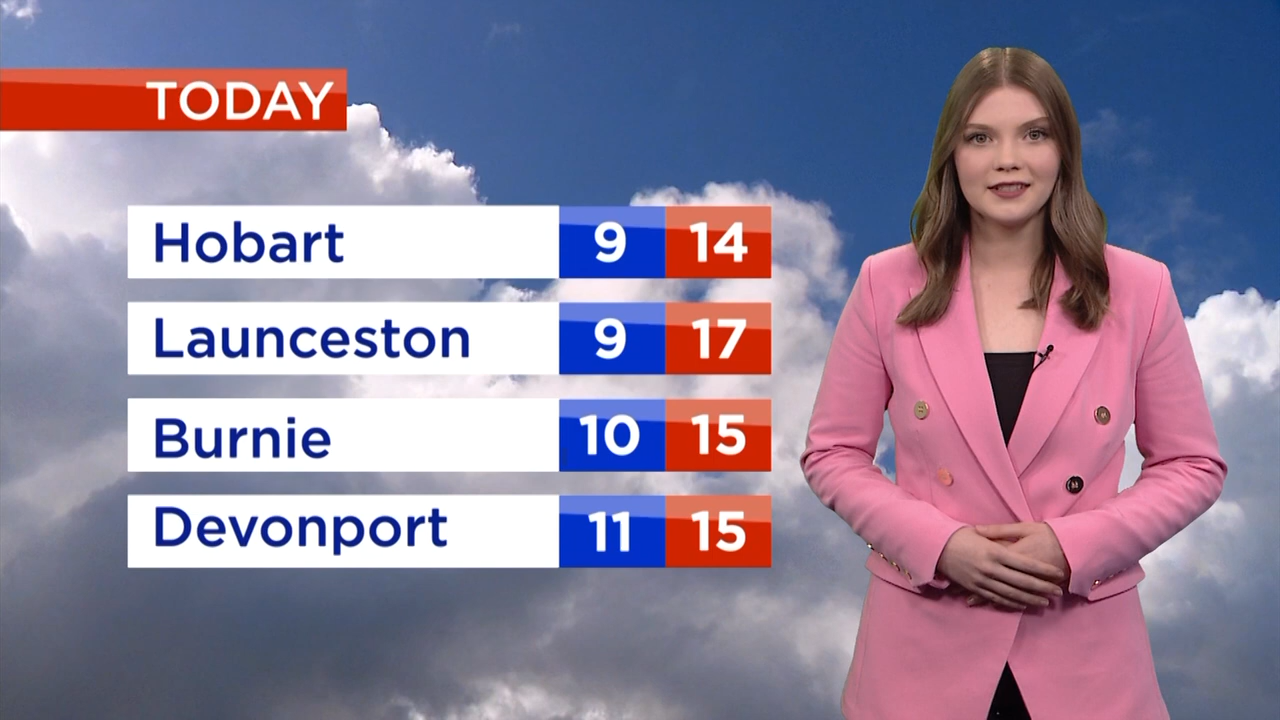 TODAY
Hobart 9 14
Launceston 9 17
Burnie 10 15
Devonport 11 15